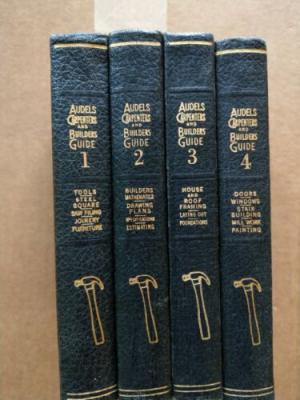 AUDELS
CARPENTERS
AND
BUILDERS
GUIDE
1
TOOLS
STEEL
SQUARE
SAW FILING
JOINERY
FURNITURE
AUDELS
CARPENTERS
AND
BUILDERS
GUIDE
2
BUILDERS
MATHEMATICS
DRAWING
PLANS
SPECIFICATIONS
ESTIMATING
AUDELS
CARPENTERS
AND
BUILDERS
GUIDE
3
HOUSE
AND
ROOF
FRAMING
LAYING OUT
FOUNDATIONS
AUDELS
CARPENTERS
AND
BUILDERS
GUIDE
4
DOORS
WINDOWS
STAIR
BUILDING
MILL WORK
PAINTING